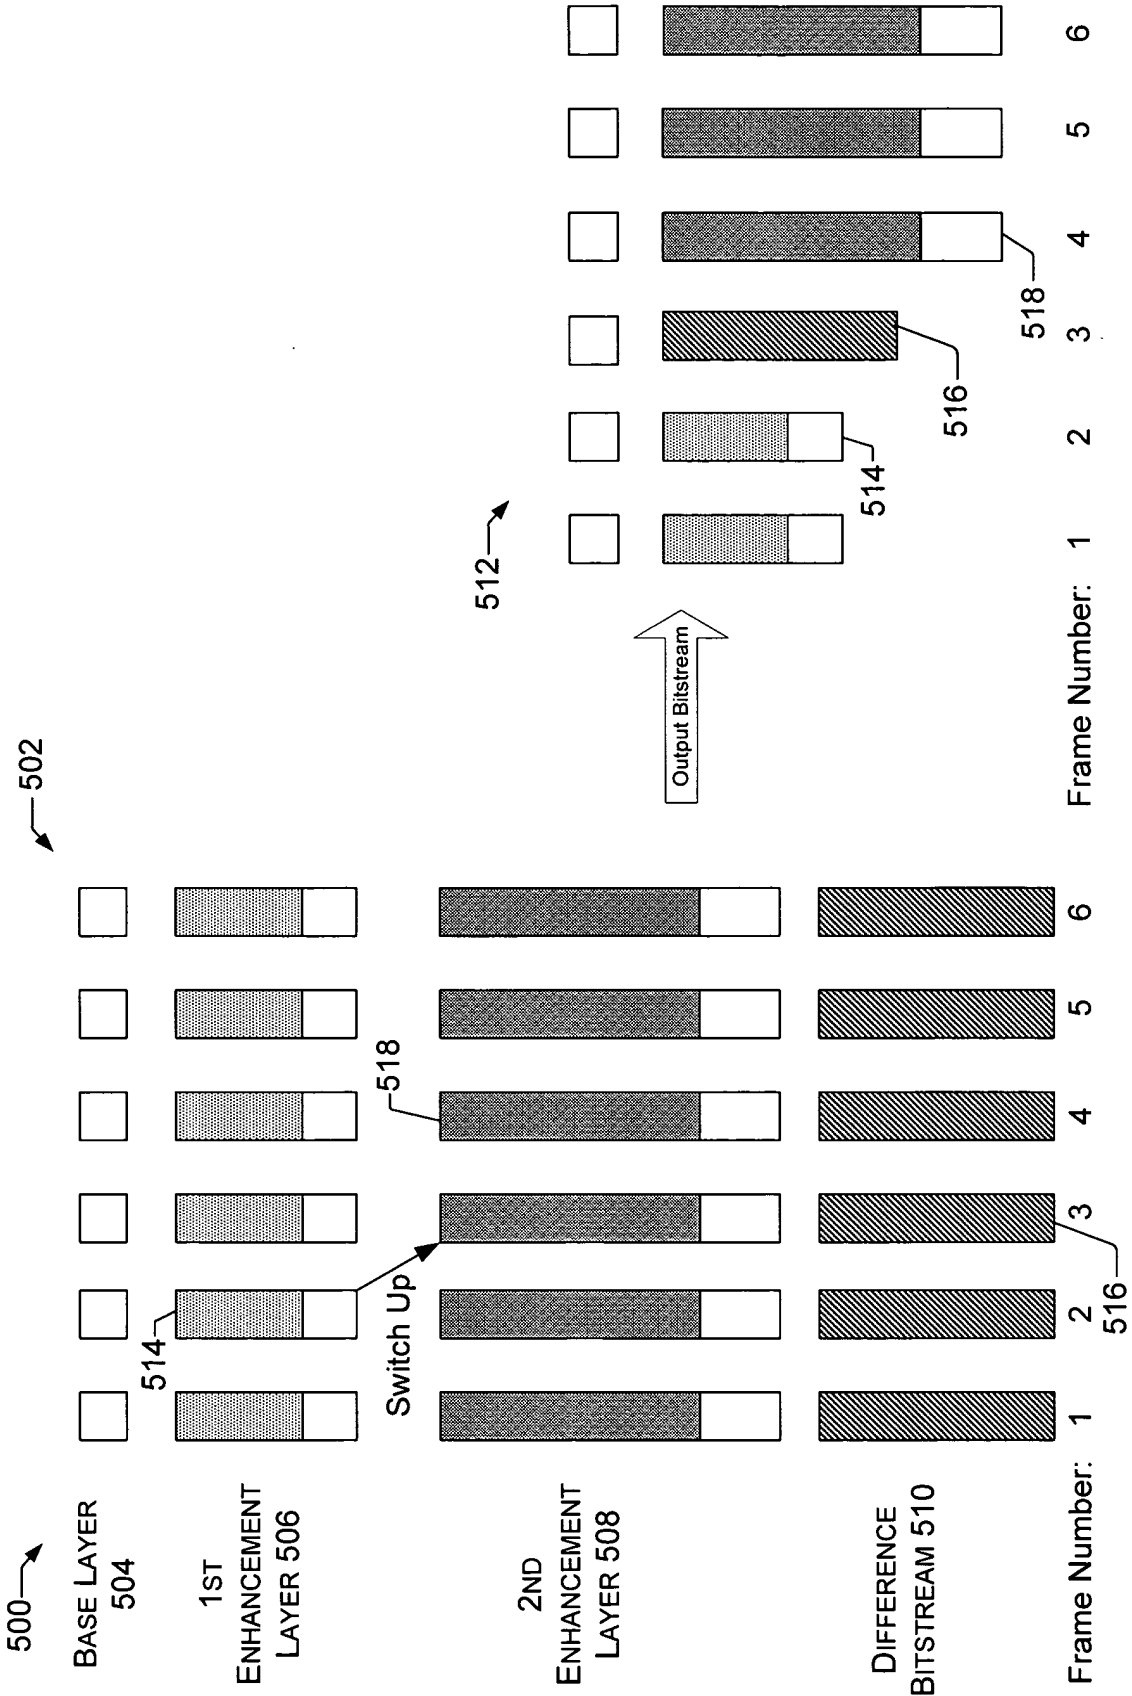 500
502
BASE LAYER
504
514
1ST
ENHANCEMENT
LAYER 506
Switch Up
518
2ND
ENHANCEMENT
LAYER 508
DIFFERENCE
BITSTREAM 510
Frame Number: 1 2 3 4 5 6
516
Output Bitstream
512
514
516
518
Frame Number: 1 2 3 4 5 6